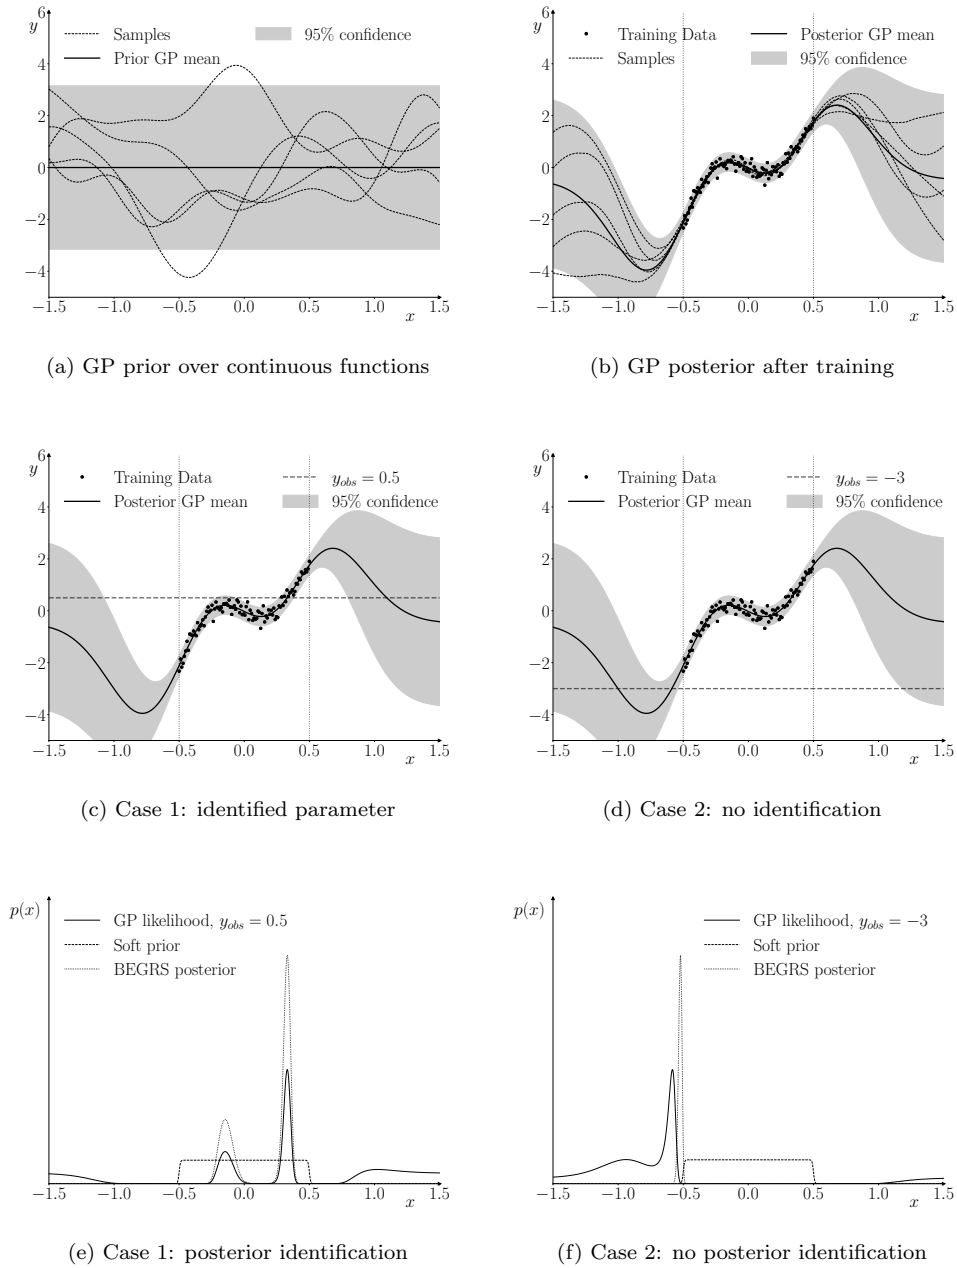 6
y
Samples
95% confidence
Prior GP mean
4
2
0
−2
−4
−1.5
−1.0
−0.5
0.0
0.5
1.0
1.5
x
(a) GP prior over continuous functions
6
y
Training Data
Posterior GP mean
Samples
95% confidence
4
2
0
−2
−4
−1.5
−1.0
−0.5
0.0
0.5
1.0
1.5
x
(b) GP posterior after training
6
y
Training Data
y_obs = 0.5
Posterior GP mean
95% confidence
4
2
0
−2
−4
−1.5
−1.0
−0.5
0.0
0.5
1.0
1.5
x
(c) Case 1: identified parameter
6
y
Training Data
y_obs = −3
Posterior GP mean
95% confidence
4
2
0
−2
−4
−1.5
−1.0
−0.5
0.0
0.5
1.0
1.5
x
(d) Case 2: no identification
p(x)
GP likelihood, y_obs = 0.5
Soft prior
BEGRS posterior
−1.5
−1.0
−0.5
0.0
0.5
1.0
1.5
x
(e) Case 1: posterior identification
p(x)
GP likelihood, y_obs = −3
Soft prior
BEGRS posterior
−1.5
−1.0
−0.5
0.0
0.5
1.0
1.5
x
(f) Case 2: no posterior identification